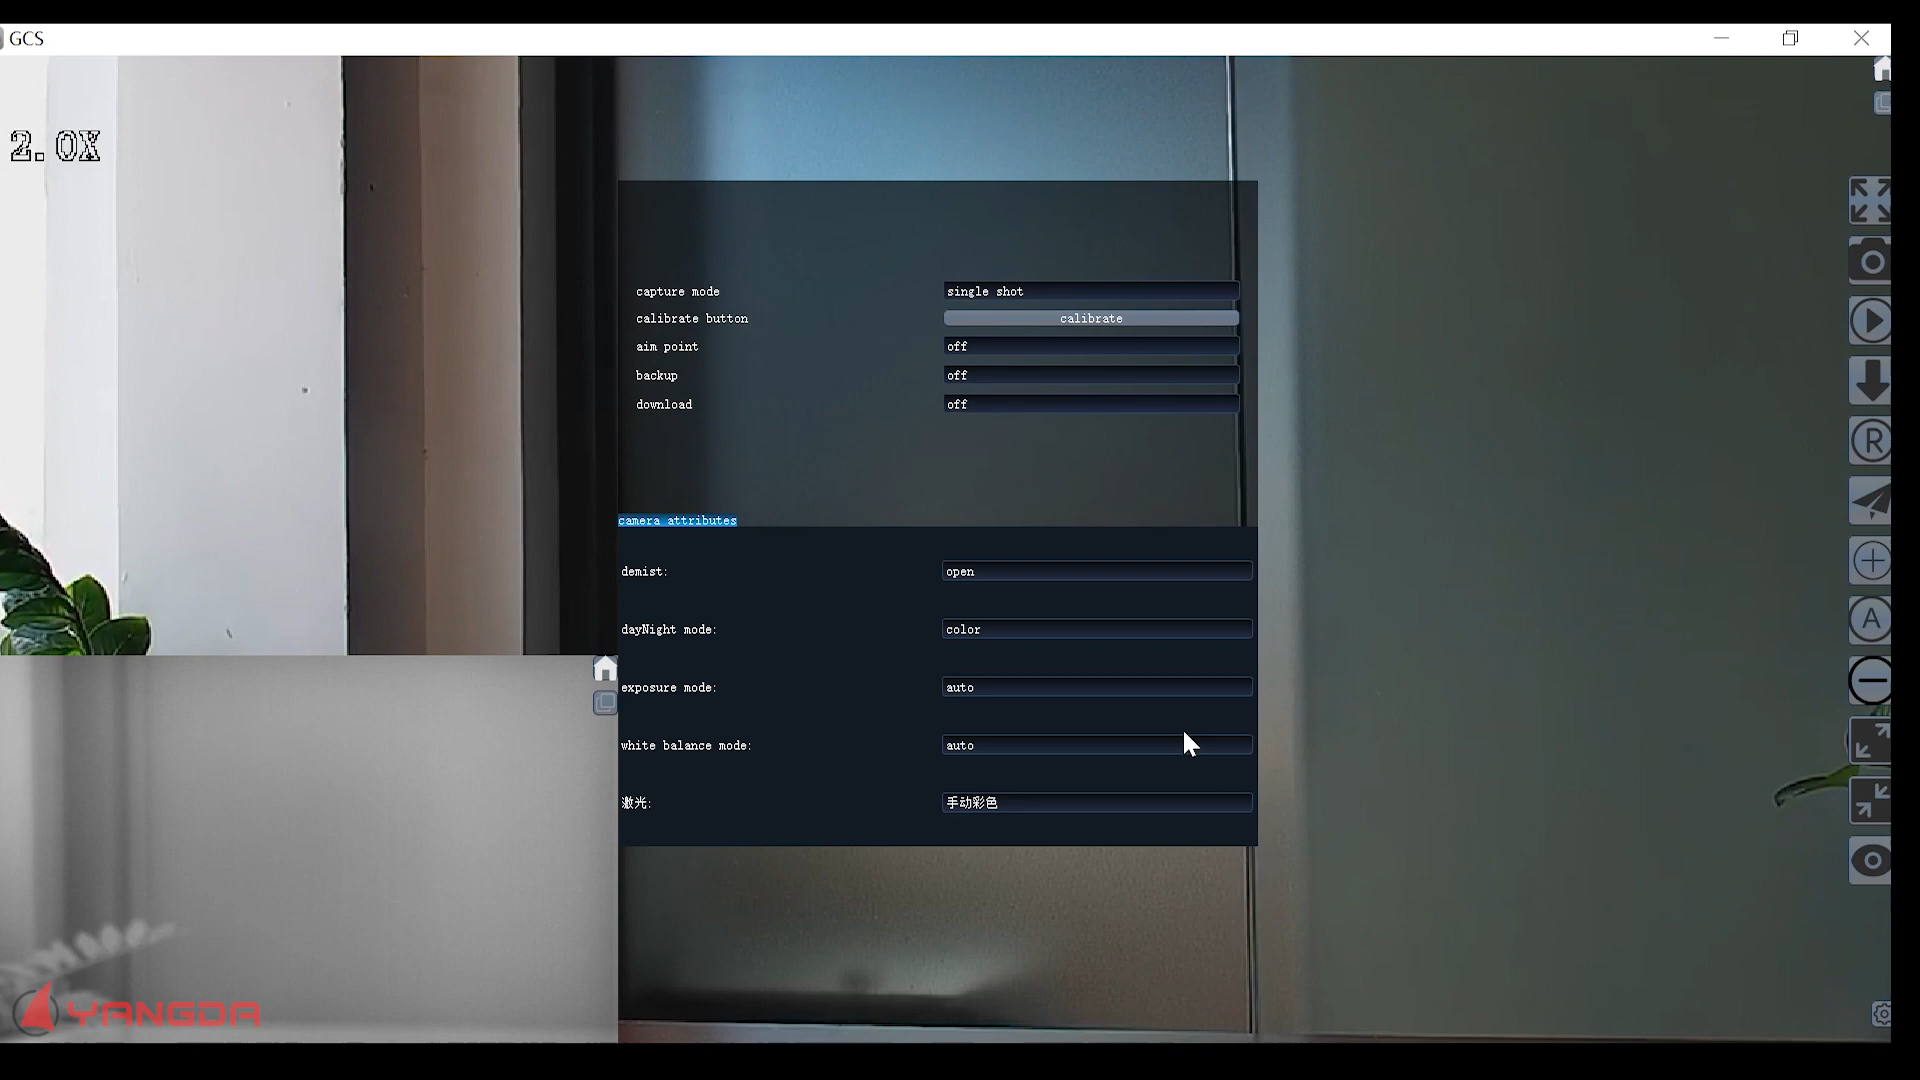 GCS
2.0X
capture mode single shot
calibrate button calibrate
aim point off
backup off
download off
camera attributes
demist: open
dayNight mode: color
exposure mode: auto
white balance mode: auto
激光: 手动彩色
R
A
YANGDA